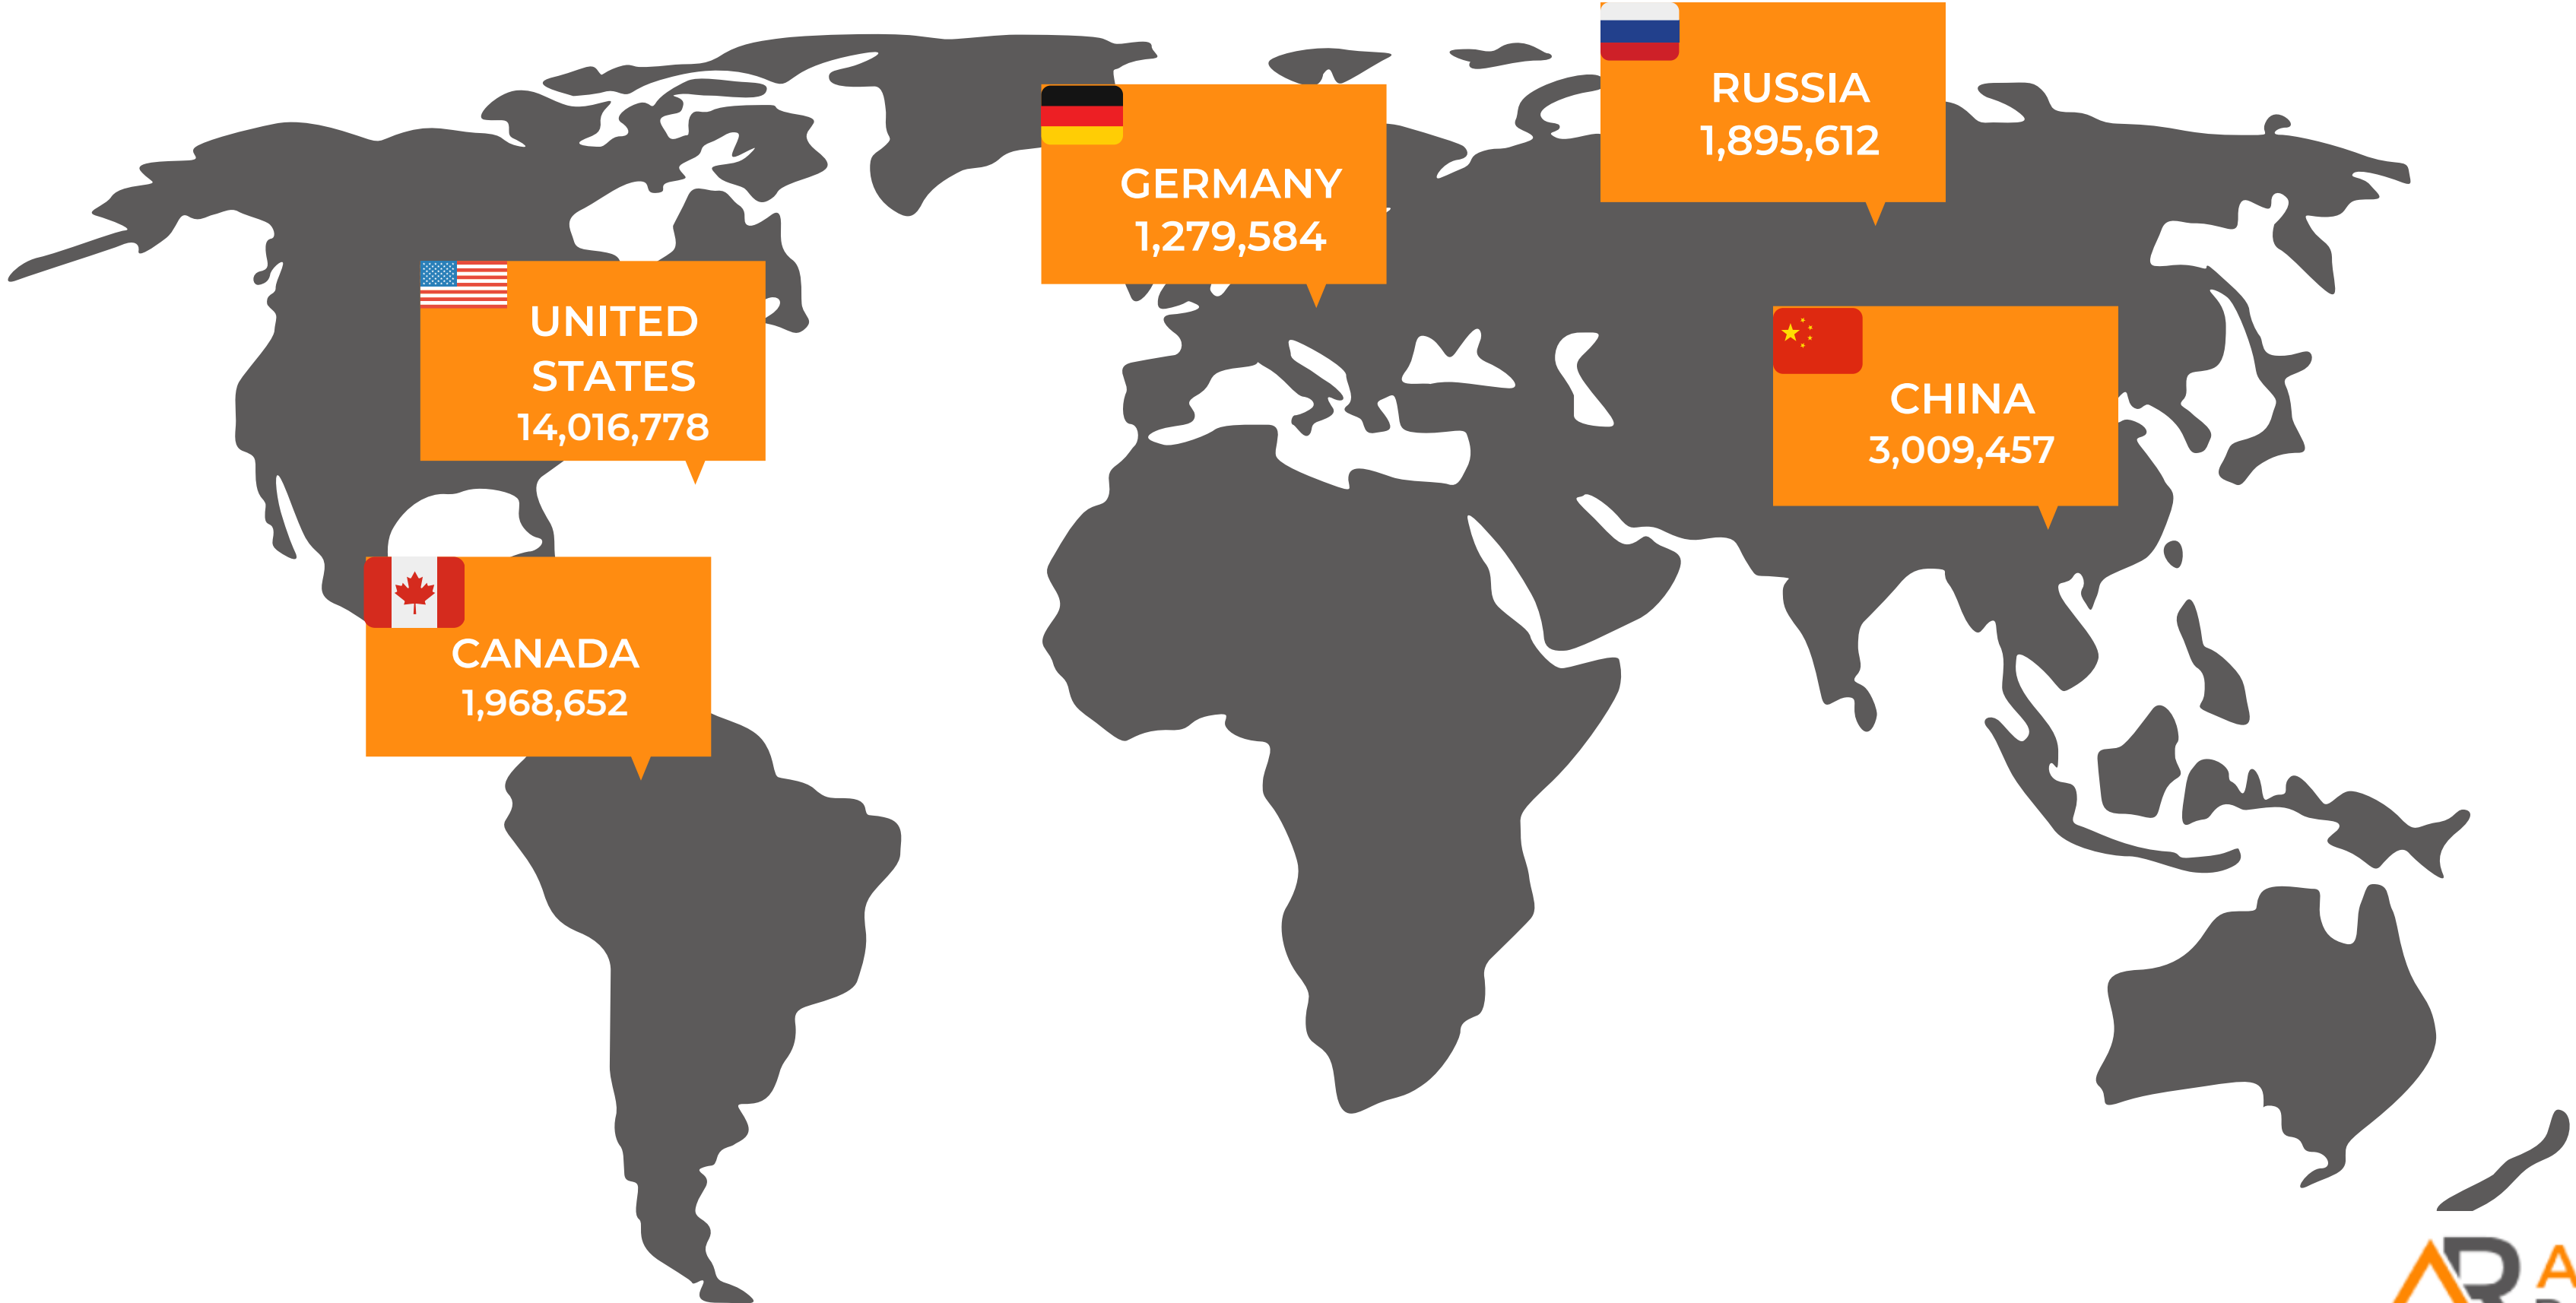 RUSSIA
1,895,612
GERMANY
1,279,584
UNITED
STATES
14,016,778
CHINA
3,009,457
CANADA
1,968,652